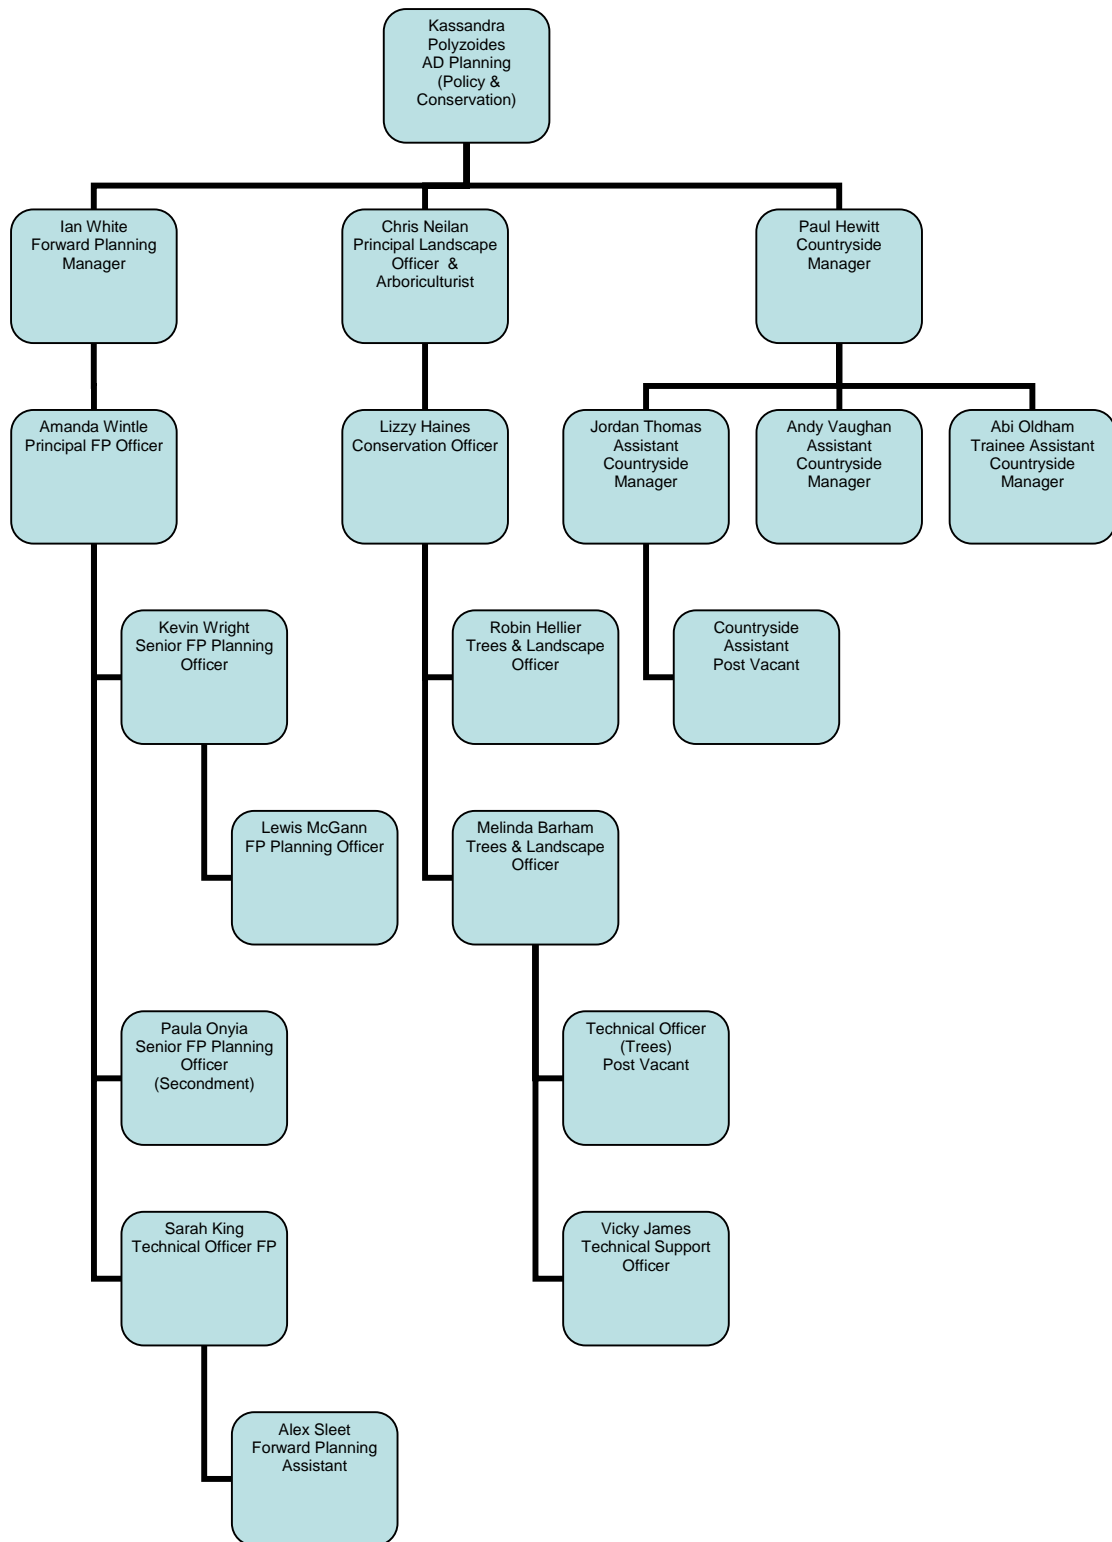 Kassandra
Polyzoides
AD Planning
(Policy &
Conservation)
Ian White
Forward Planning
Manager
Chris Neilan
Principal Landscape
Officer &
Arboriculturist
Paul Hewitt
Countryside
Manager
Amanda Wintle
Principal FP Officer
Lizzy Haines
Conservation Officer
Jordan Thomas
Assistant
Countryside
Manager
Andy Vaughan
Assistant
Countryside
Manager
Abi Oldham
Trainee Assistant
Countryside
Manager
Kevin Wright
Senior FP Planning
Officer
Robin Hellier
Trees & Landscape
Officer
Countryside
Assistant
Post Vacant
Lewis McGann
FP Planning Officer
Melinda Barham
Trees & Landscape
Officer
Paula Onyia
Senior FP Planning
Officer
(Secondment)
Technical Officer
(Trees)
Post Vacant
Sarah King
Technical Officer FP
Vicky James
Technical Support
Officer
Alex Sleet
Forward Planning
Assistant